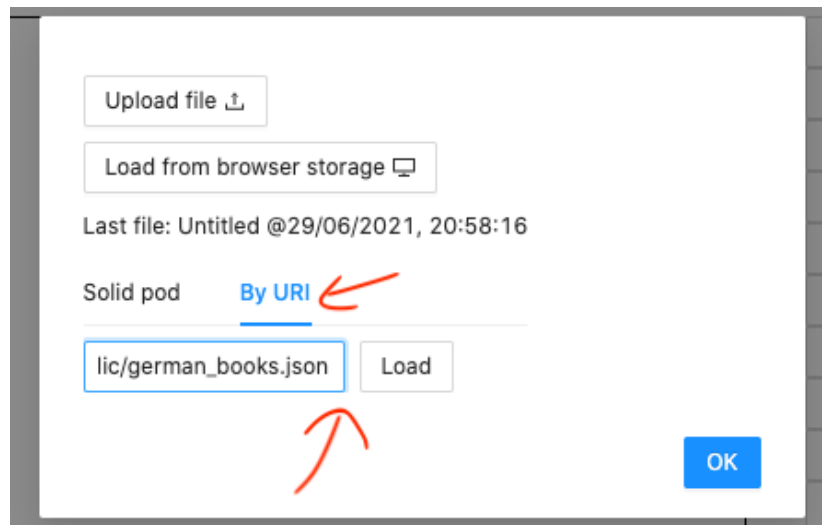 Upload file
Load from browser storage
Last file: Untitled @29/06/2021, 20:58:16
Solid pod By URI
lic/german_books.json Load
OK